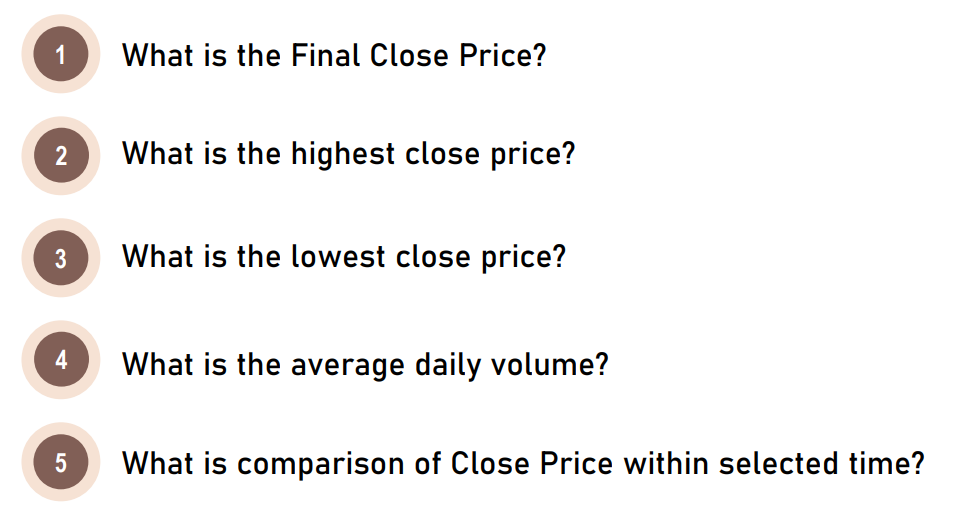 1 What is the Final Close Price?
2 What is the highest close price?
3 What is the lowest close price?
4 What is the average daily volume?
5 What is comparison of Close Price within selected time?